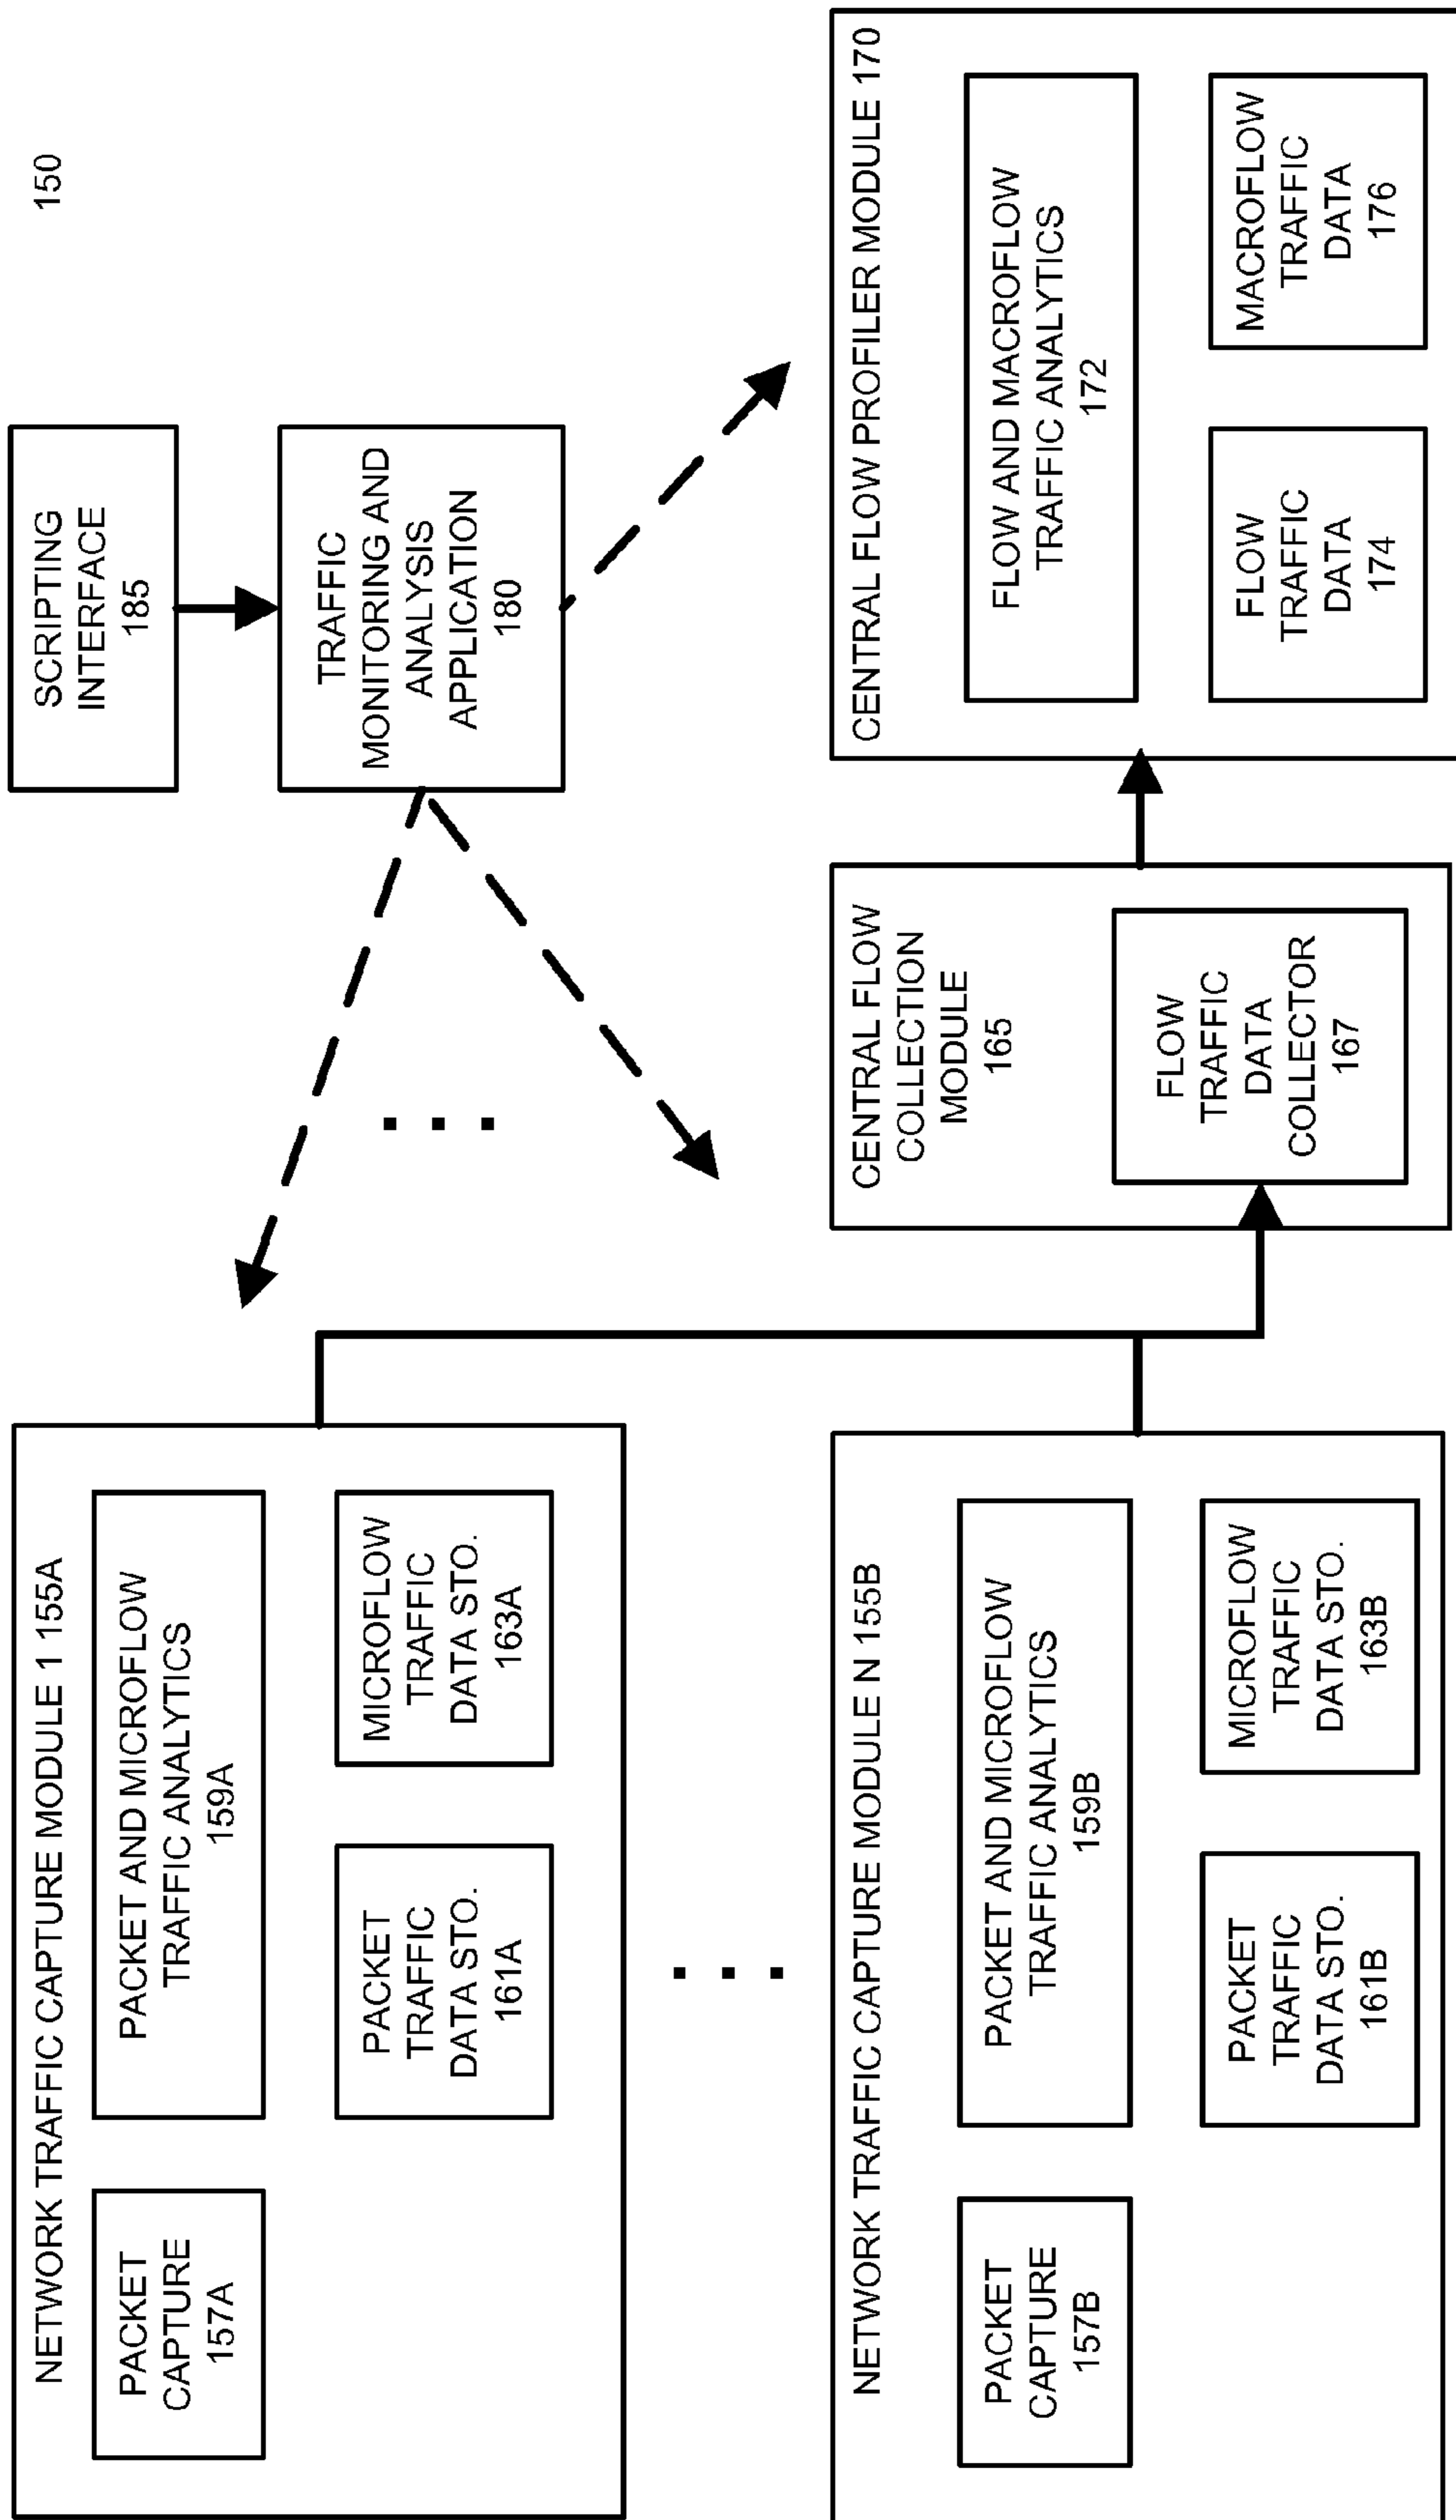 150
NETWORK TRAFFIC CAPTURE MODULE 1 155A
PACKET
CAPTURE
157A
PACKET AND MICROFLOW
TRAFFIC ANALYTICS
159A
PACKET
TRAFFIC
DATA STO.
161A
MICROFLOW
TRAFFIC
DATA STO.
163A
SCRIPTING
INTERFACE
185
TRAFFIC
MONITORING AND
ANALYSIS
APPLICATION
180
NETWORK TRAFFIC CAPTURE MODULE N 155B
PACKET
CAPTURE
157B
PACKET AND MICROFLOW
TRAFFIC ANALYTICS
159B
PACKET
TRAFFIC
DATA STO.
161B
MICROFLOW
TRAFFIC
DATA STO.
163B
CENTRAL FLOW
COLLECTION
MODULE
165
FLOW
TRAFFIC
DATA
COLLECTOR
167
CENTRAL FLOW PROFILER MODULE 170
FLOW AND MACROFLOW
TRAFFIC ANALYTICS
172
FLOW
TRAFFIC
DATA
174
MACROFLOW
TRAFFIC
DATA
176